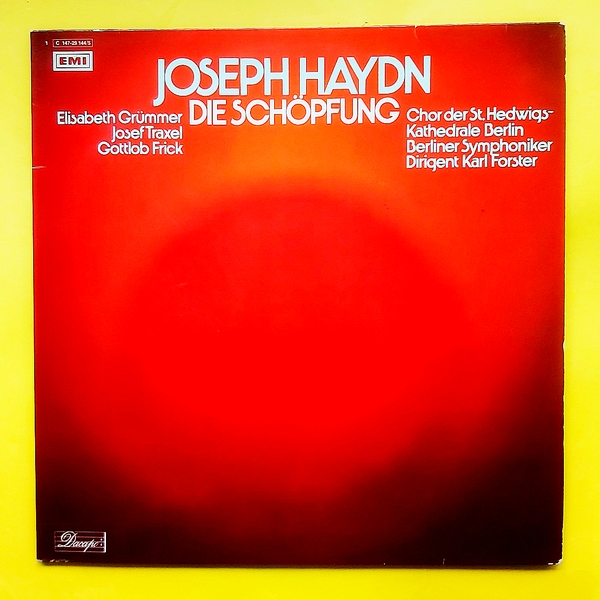 1 C 147-29 144/5
EMI
JOSEPH HAYDN
DIE SCHÖPFUNG
Elisabeth Grümmer
Josef Traxel
Gottlob Frick
Chor der St. Hedwigs-
Kathedrale Berlin
Berliner Symphoniker
Dirigent Karl Forster
Dacapo